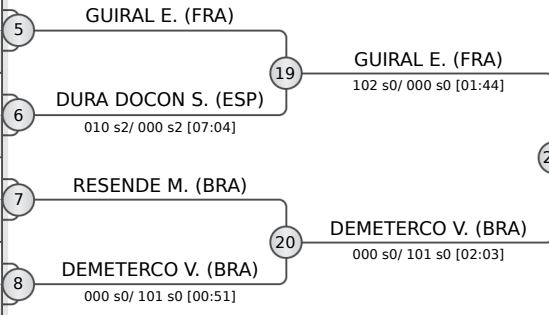 GUIRAL E. (FRA)
5
19
GUIRAL E. (FRA)
102 s0/ 000 s0 [01:44]
DURA DOCON S. (ESP)
6
010 s2/ 000 s2 [07:04]
RESENDE M. (BRA)
7
20
DEMETERCO V. (BRA)
000 s0/ 101 s0 [02:03]
DEMETERCO V. (BRA)
8
000 s0/ 101 s0 [00:51]